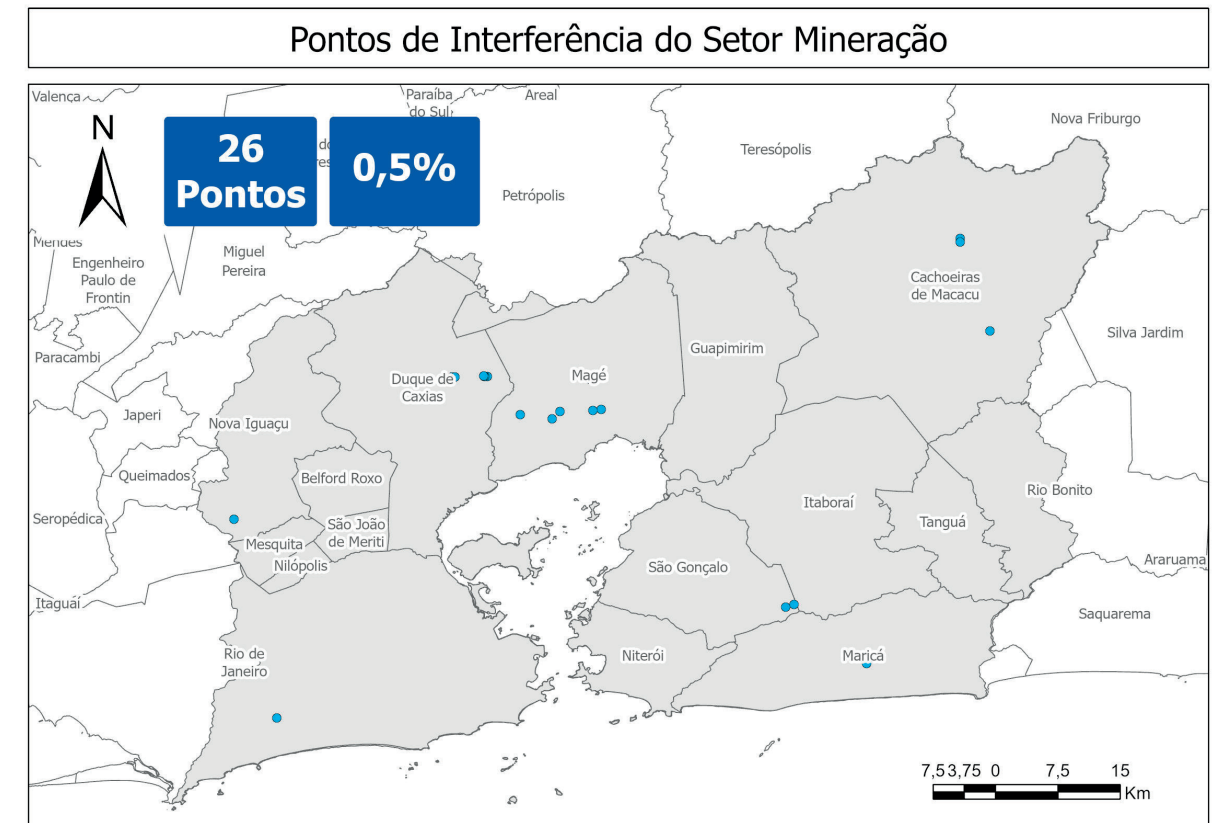 Pontos de Interferência do Setor Mineração
Valença
Paraíba
do Sul
Areal
Nova Friburgo
N
26
Pontos
0,5%
Teresópolis
Petrópolis
Mendes
Miguel
Pereira
Engenheiro
Paulo de
Frontin
Cachoeiras
de Macacu
Silva Jardim
Paracambi
Guapimirim
Duque de
Caxias
Magé
Japeri
Nova Iguaçu
Queimados
Belford Roxo
Rio Bonito
Itaboraí
Seropédica
São João
de Meriti
Tanguá
Mesquita
Nilópolis
São Gonçalo
Araruama
Itaguaí
Saquarema
Rio de
Janeiro
Niterói
Maricá
7,5 3,75 0 7,5 15
Km